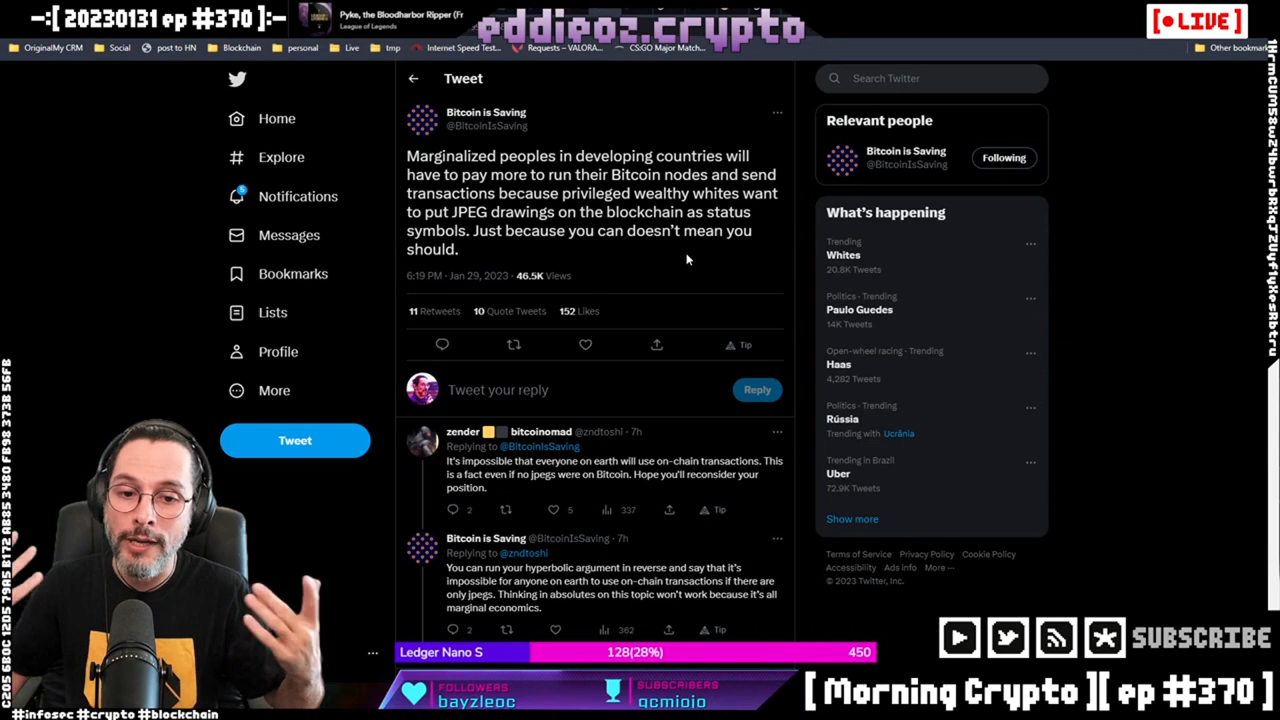 -:[ 20230131 ep #370]:-
Pyke, the Bloodharbor Ripper (Fr
League of Legends
eddieoz.crypto
[ LIVE ]
OriginalMy CRM
Social
post to HN
Blockchain
personal
Live
tmp
Internet Speed Test...
Requests – VALORA...
CS:GO Major Match...
Other bookmark
Home
Explore
5
Notifications
Messages
Bookmarks
Lists
Profile
More
Tweet
Tweet
Bitcoin is Saving
@BitcoinIsSaving
Marginalized peoples in developing countries will
have to pay more to run their Bitcoin nodes and send
transactions because privileged wealthy whites want
to put JPEG drawings on the blockchain as status
symbols. Just because you can doesn't mean you
should.
6:19 PM · Jan 29, 2023 · 46.5K Views
11 Retweets 10 Quote Tweets 152 Likes
Tip
Tweet your reply
Reply
zender bitcoinomad @zndtoshi · 7h
Replying to @BitcoinIsSaving
It's impossible that everyone on earth will use on-chain transactions. This
is a fact even if no jpegs were on Bitcoin. Hope you'll reconsider your
position.
2 5 337 Tip
Bitcoin is Saving @BitcoinIsSaving · 7h
Replying to @zndtoshi
You can run your hyperbolic argument in reverse and say that it's
impossible for anyone on earth to use on-chain transactions if there are
only jpegs. Thinking in absolutes on this topic won't work because it's all
marginal economics.
2 362 Tip
Search Twitter
Relevant people
Bitcoin is Saving
@BitcoinIsSaving
Following
What's happening
Trending
Whites
20.8K Tweets
Politics · Trending
Paulo Guedes
14K Tweets
Open-wheel racing · Trending
Haas
4,282 Tweets
Politics · Trending
Rússia
Trending with Ucrânia
Trending in Brazil
Uber
72.9K Tweets
Show more
Terms of Service Privacy Policy Cookie Policy
Accessibility Ads info More ···
© 2023 Twitter, Inc.
Ledger Nano S 128(28%) 450
FOLLOWERS
bayzleoc
SUBSCRIBERS
gcmiojo
SUBSCRIBE
[ Morning Crypto ][ ep #370 ]
#infosec #crypto #blockchain